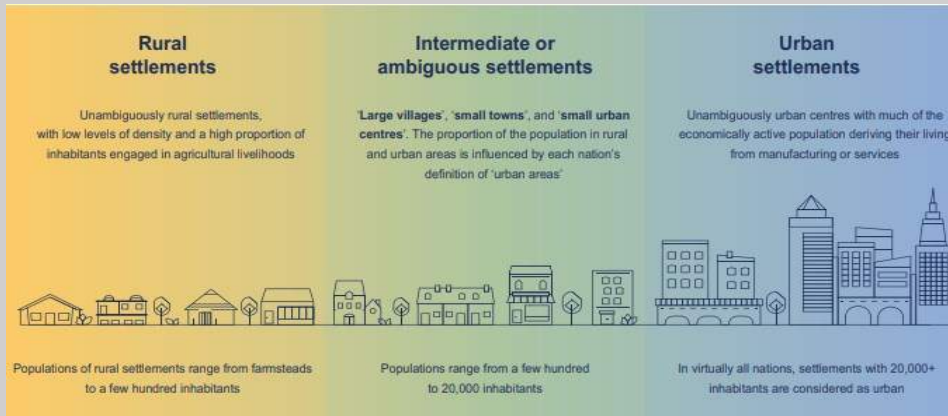 Rural
settlements
Unambiguously rural settlements,
with low levels of density and a high proportion of
inhabitants engaged in agricultural livelihoods
Populations of rural settlements range from farmsteads
to a few hundred inhabitants
Intermediate or
ambiguous settlements
'Large villages', 'small towns', and 'small urban
centres'. The proportion of the population in rural
and urban areas is influenced by each nation's
definition of 'urban areas'
Populations range from a few hundred
to 20,000 inhabitants
Urban
settlements
Unambiguously urban centres with much of the
economically active population deriving their living
from manufacturing or services
In virtually all nations, settlements with 20,000+
inhabitants are considered as urban